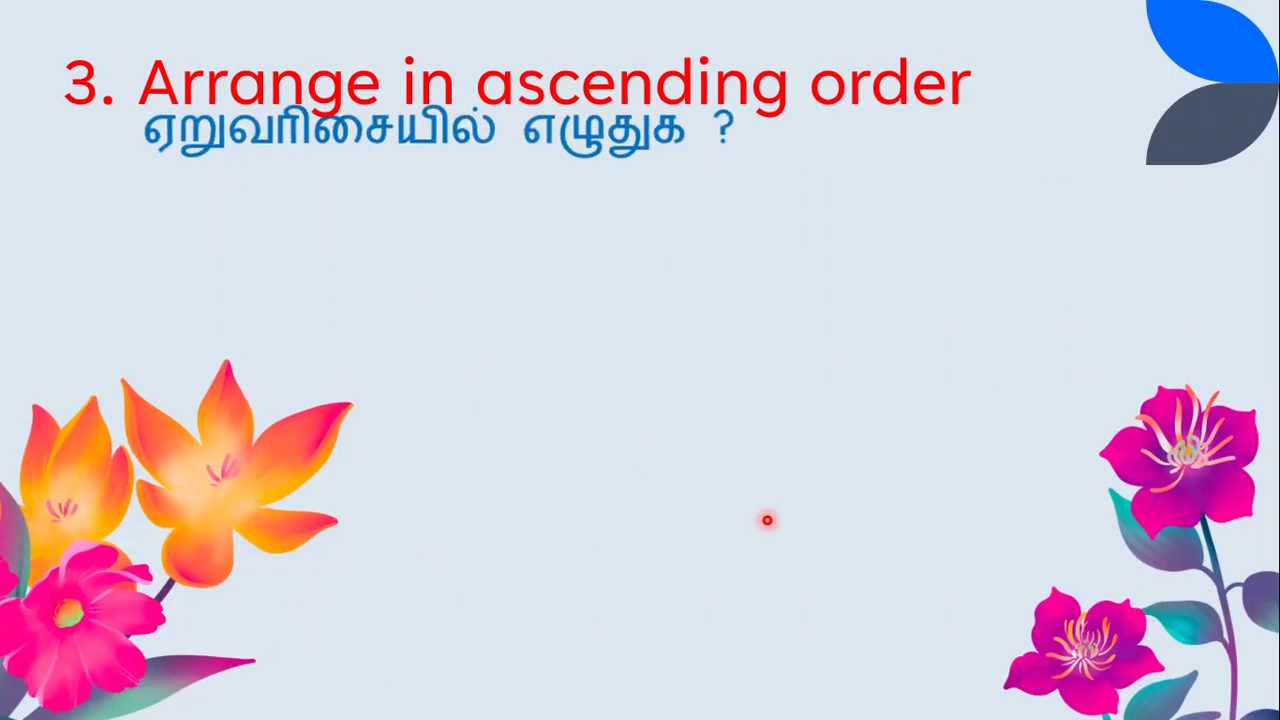 3. Arrange in ascending order
ஏறுவரிசையில் எழுதுக ?